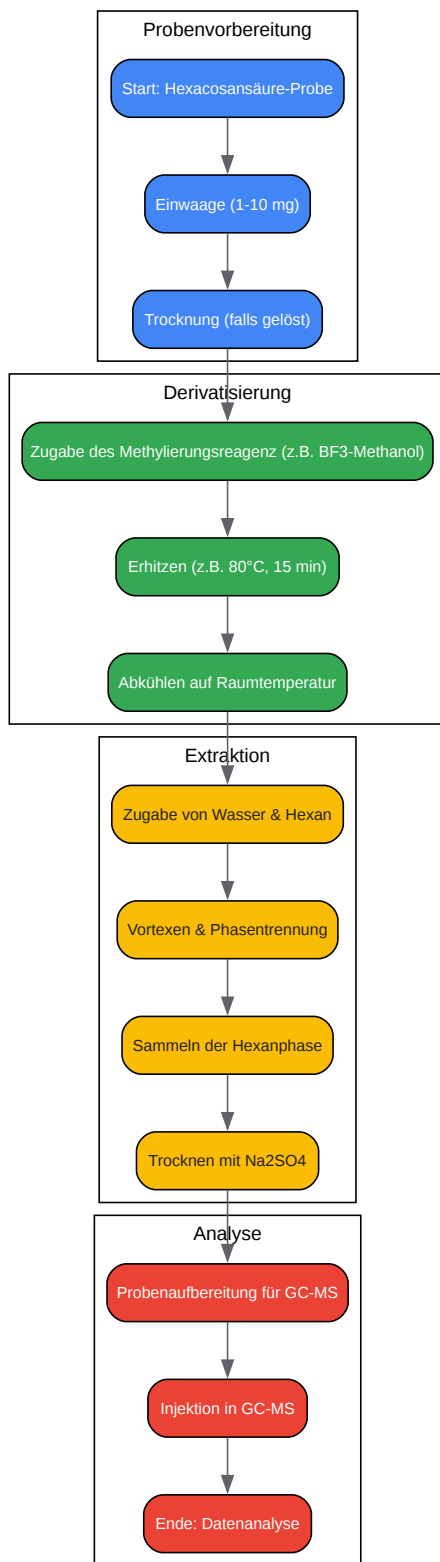 Probenvorbereitung
Start: Hexacosansäure-Probe
Einwaage (1-10 mg)
Trocknung (falls gelöst)
Derivatisierung
Zugabe des Methylierungsreagenz (z.B. BF3-Methanol)
Erhitzen (z.B. 80°C, 15 min)
Abkühlen auf Raumtemperatur
Extraktion
Zugabe von Wasser & Hexan
Vortexen & Phasentrennung
Sammeln der Hexanphase
Trocknen mit Na2SO4
Analyse
Probenaufbereitung für GC-MS
Injektion in GC-MS
Ende: Datenanalyse